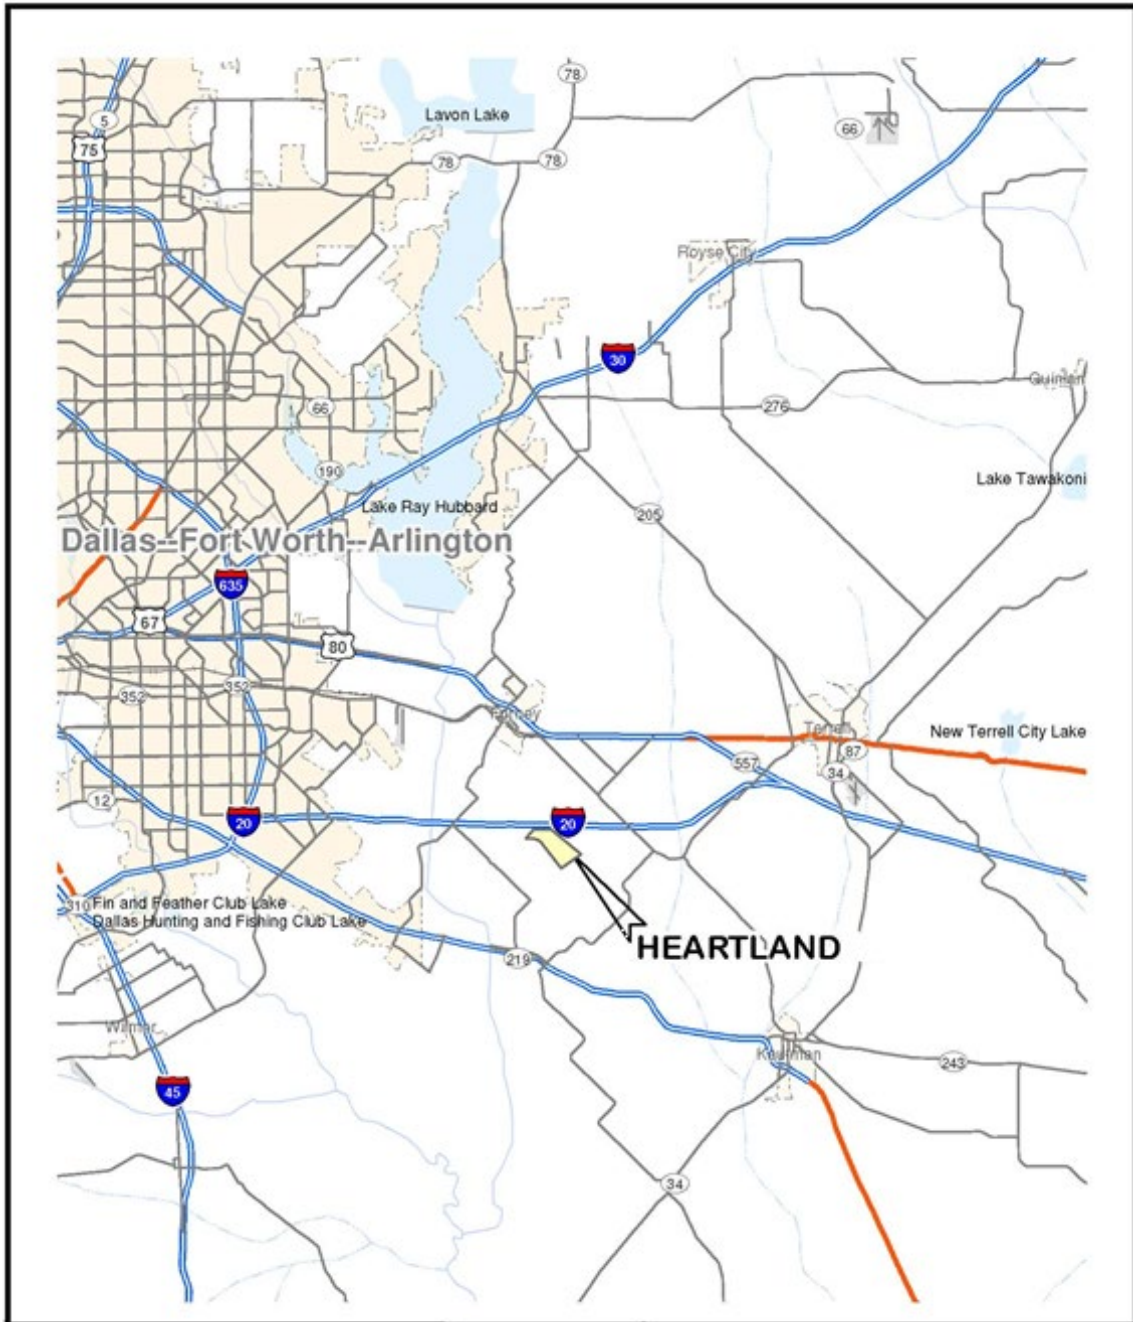 78
Lavon Lake
5
66
75
78
78
Royse City
30
Quinlan
66
276
190
Lake Tawakoni
Lake Ray Hubbard
205
Dallas--Fort Worth--Arlington
635
67
80
352
352
Forney
Terrell
New Terrell City Lake
87
557
34
12
20
20
310
Fin and Feather Club Lake
Dallas Hunting and Fishing Club Lake
HEARTLAND
219
Wilmer
Kaufman
243
45
34